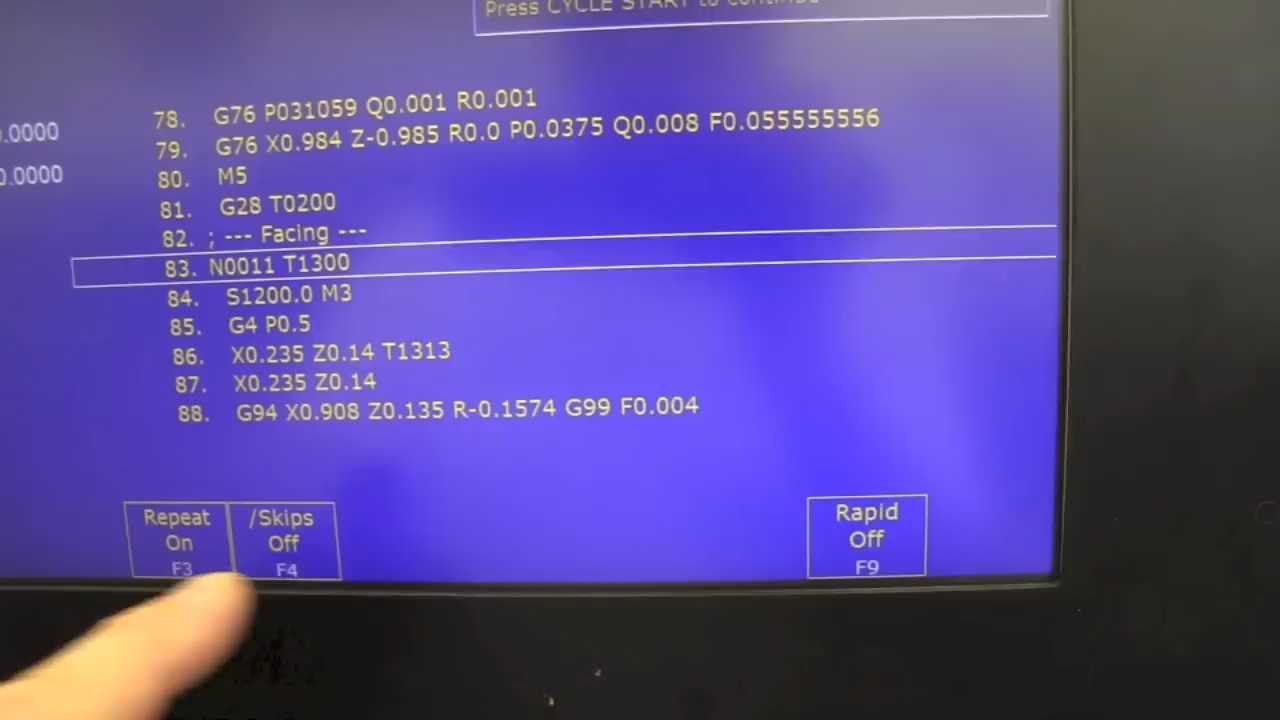 Press CYCLE START to continue
0.0000
0.0000
78. G76 P031059 Q0.001 R0.001
79. G76 X0.984 Z-0.985 R0.0 P0.0375 Q0.008 F0.055555556
80. M5
81. G28 T0200
82. ; --- Facing ---
83. N0011 T1300
84. S1200.0 M3
85. G4 P0.5
86. X0.235 Z0.14 T1313
87. X0.235 Z0.14
88. G94 X0.908 Z0.135 R-0.1574 G99 F0.004
Repeat
On
F3
/Skips
Off
F4
Rapid
Off
F9